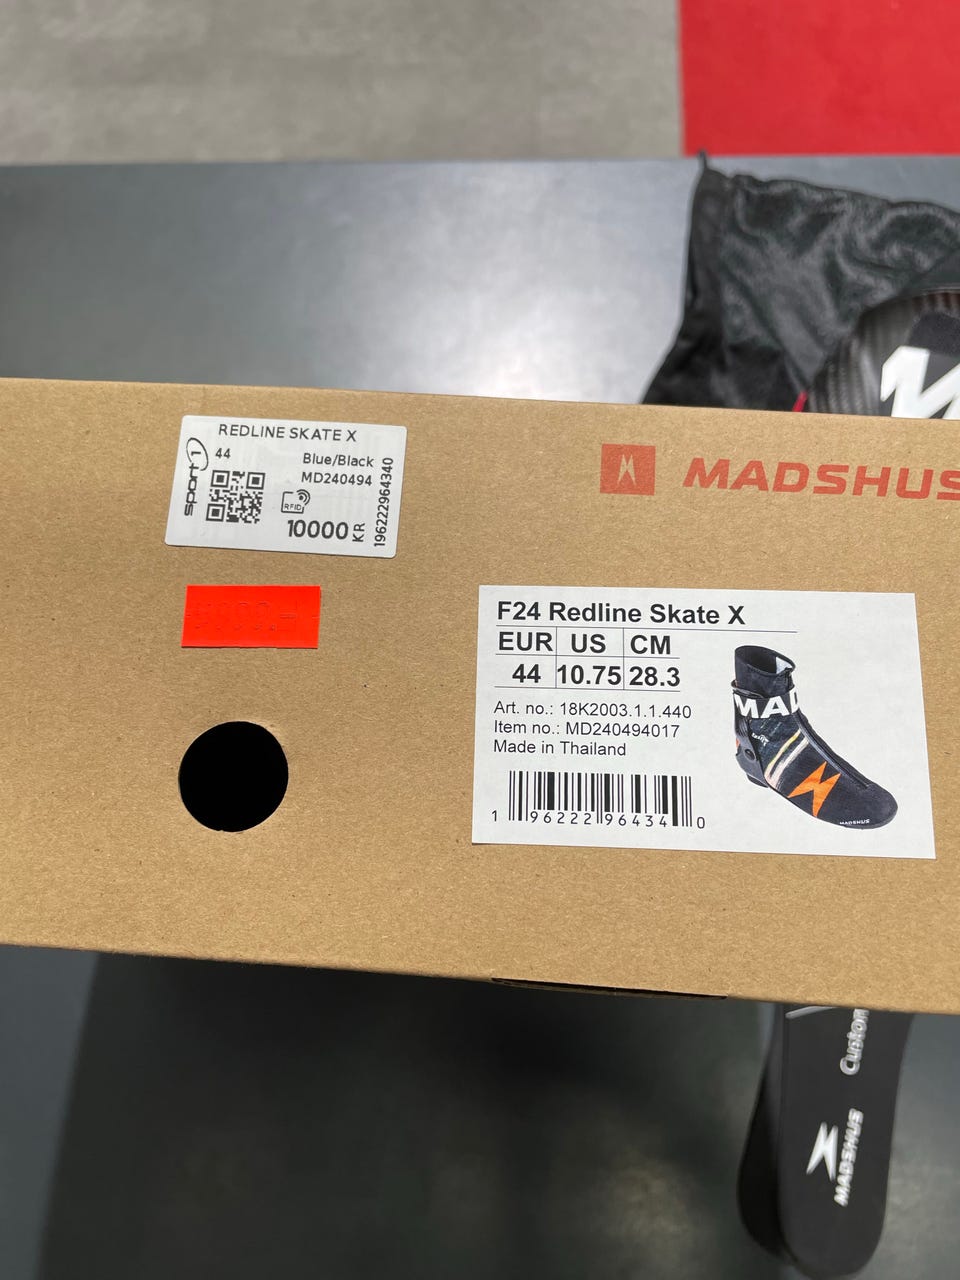 REDLINE SKATE X
44
Blue/Black
MD240494
sport1
RFID
10000 KR
196222964340
MADSHUS
F24 Redline Skate X
EUR US CM
44 10.75 28.3
Art. no.: 18K2003.1.1.440
Item no.: MD240494017
Made in Thailand
1 96222 96434 0
MAD
MADSHUS
M
Custom
MADSHUS